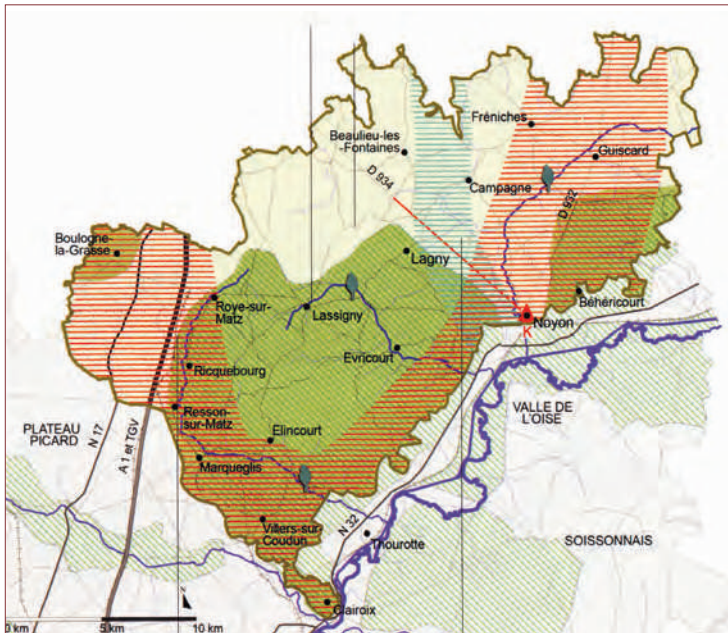 Fréniches
Beaulieu-les
-Fontaines
Guiscard
D 934
Campagne
D 932
Boulogne-
la-Grasse
Lagny
Roye-sur-
Matz
Lassigny
Béhéricourt
Noyon
K
Evricourt
Ricquebourg
Resson-
sur-Matz
VALLE DE
L'OISE
PLATEAU
PICARD
N 17
A 1 et TGV
Elincourt
Marqueglis
N 32
Villers-sur-
Coudun
Thourotte
SOISSONNAIS
Clairoix
0 km
5 km
10 km